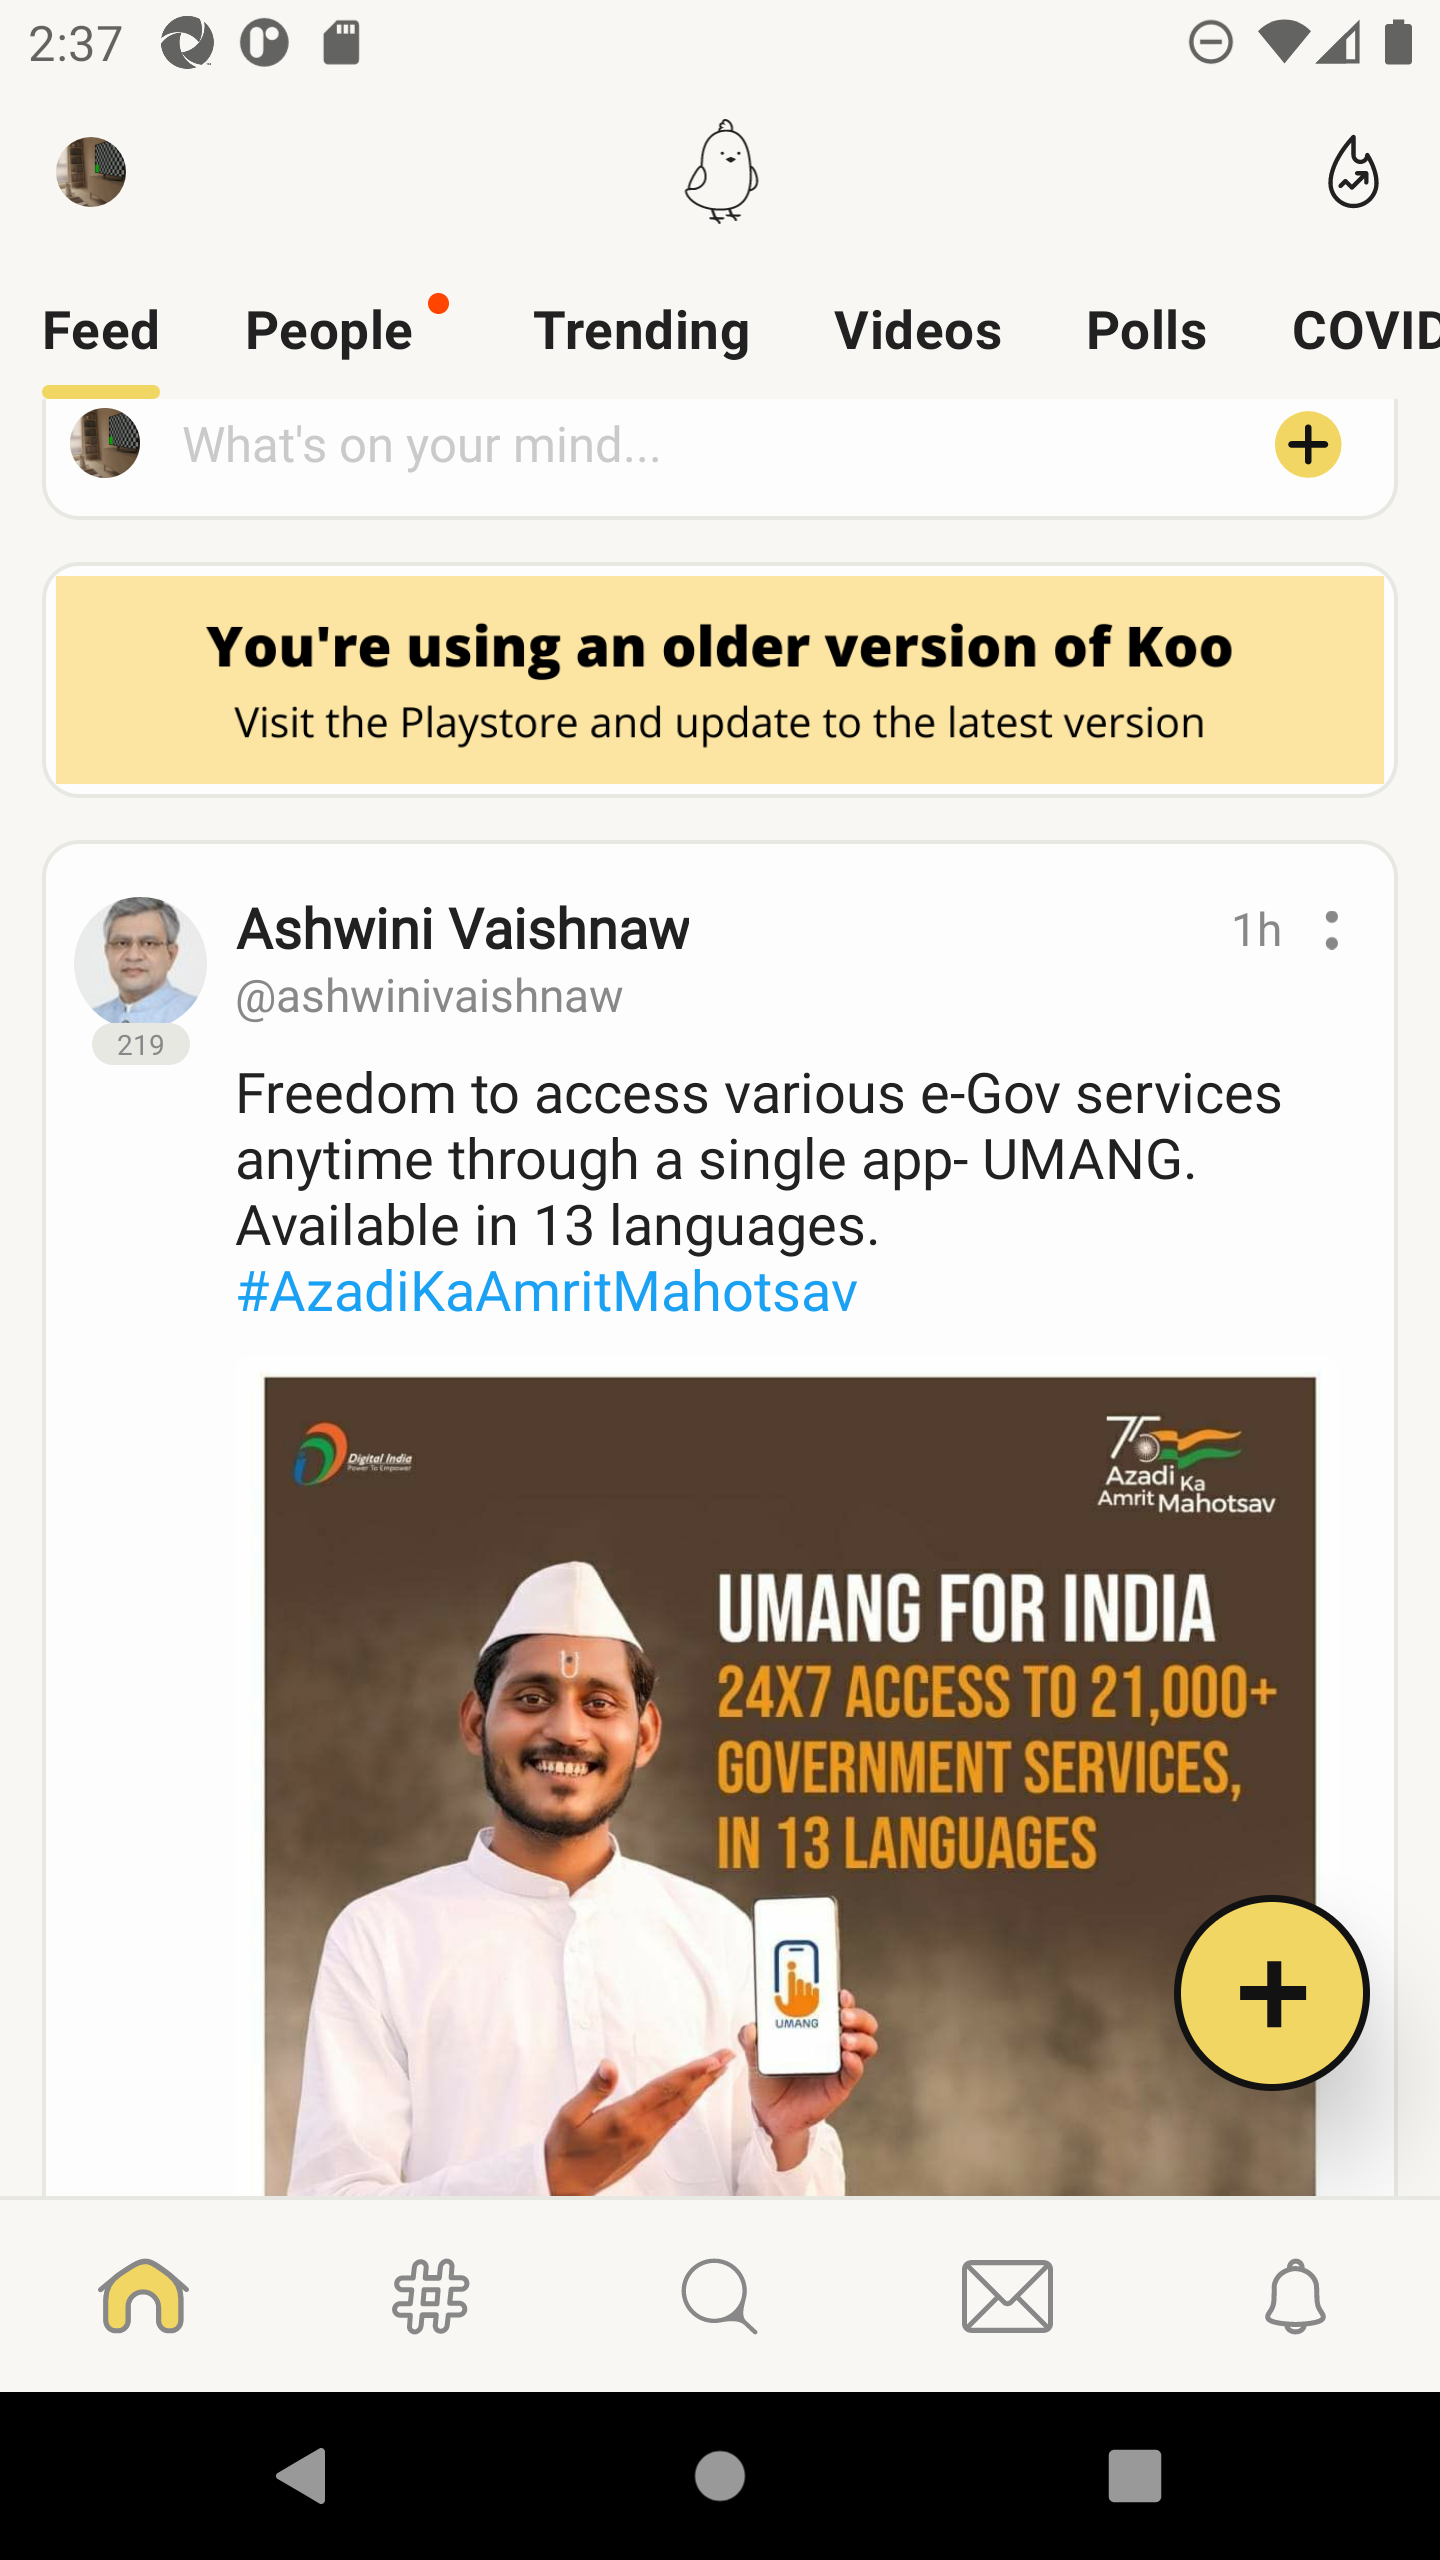 2:37
Feed People Trending Videos Polls COVID
What's on your mind...
You're using an older version of Koo
Visit the Playstore and update to the latest version
Ashwini Vaishnaw
1h
@ashwinivaishnaw
219
Freedom to access various e-Gov services
anytime through a single app- UMANG.
Available in 13 languages.
#AzadiKaAmritMahotsav
Digital India
Power To Empower
75
Azadi Ka
Amrit Mahotsav
UMANG FOR INDIA
24X7 ACCESS TO 21,000+
GOVERNMENT SERVICES,
IN 13 LANGUAGES
UMANG